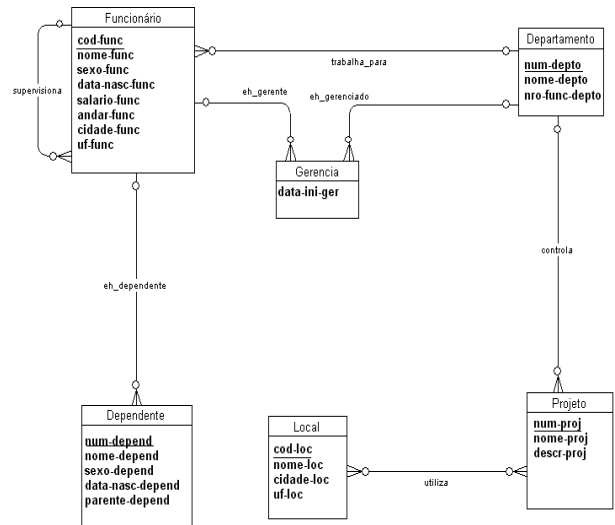 Funcionário
cod-func
nome-func
sexo-func
data-nasc-func
salario-func
andar-func
cidade-func
uf-func
supervisiona
trabalha_para
Departamento
num-depto
nome-depto
nro-func-depto
eh_gerente
eh_gerenciado
Gerencia
data-ini-ger
controla
eh_dependente
Dependente
num-depend
nome-depend
sexo-depend
data-nasc-depend
parente-depend
Local
cod-loc
nome-loc
cidade-loc
uf-loc
utiliza
Projeto
num-proj
nome-proj
descr-proj